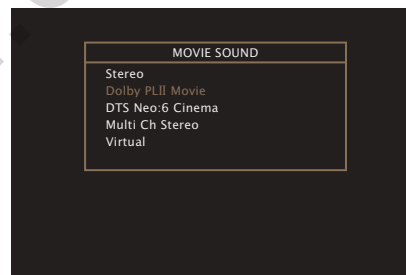 MOVIE SOUND
Stereo
Dolby PLII Movie
DTS Neo:6 Cinema
Multi Ch Stereo
Virtual